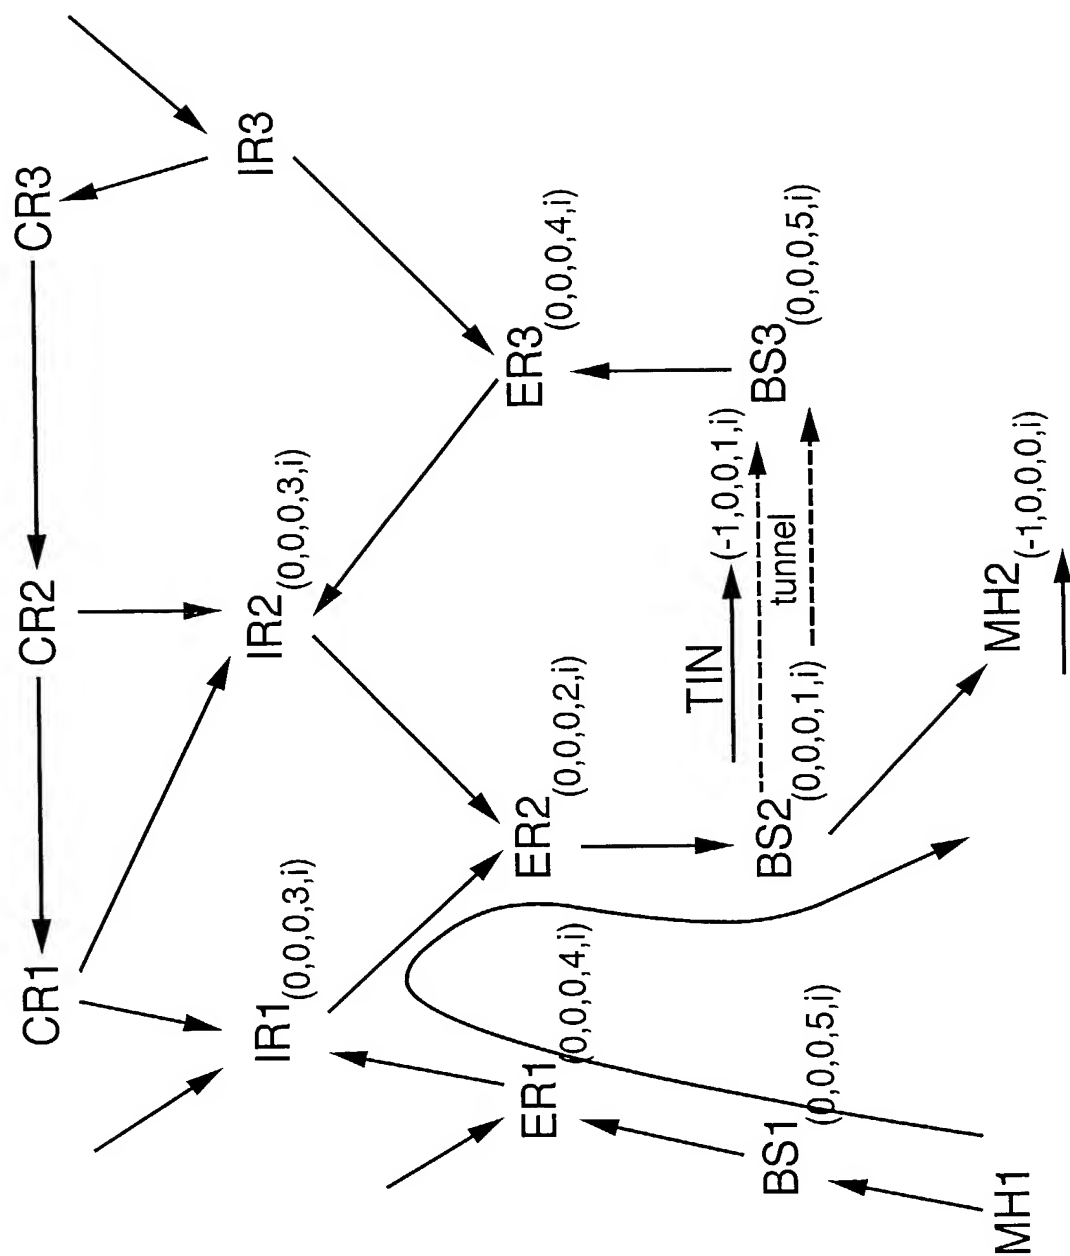 CR1
CR2
CR3
IR1(0,0,0,3,i)
IR2(0,0,0,3,i)
IR3
ER1(0,0,0,4,i)
ER2(0,0,0,2,i)
ER3(0,0,0,4,i)
TIN
(-1,0,0,1,i)
tunnel
BS1(0,0,0,5,i)
BS2(0,0,0,1,i)
BS3(0,0,0,5,i)
MH1
MH2(-1,0,0,0,i)